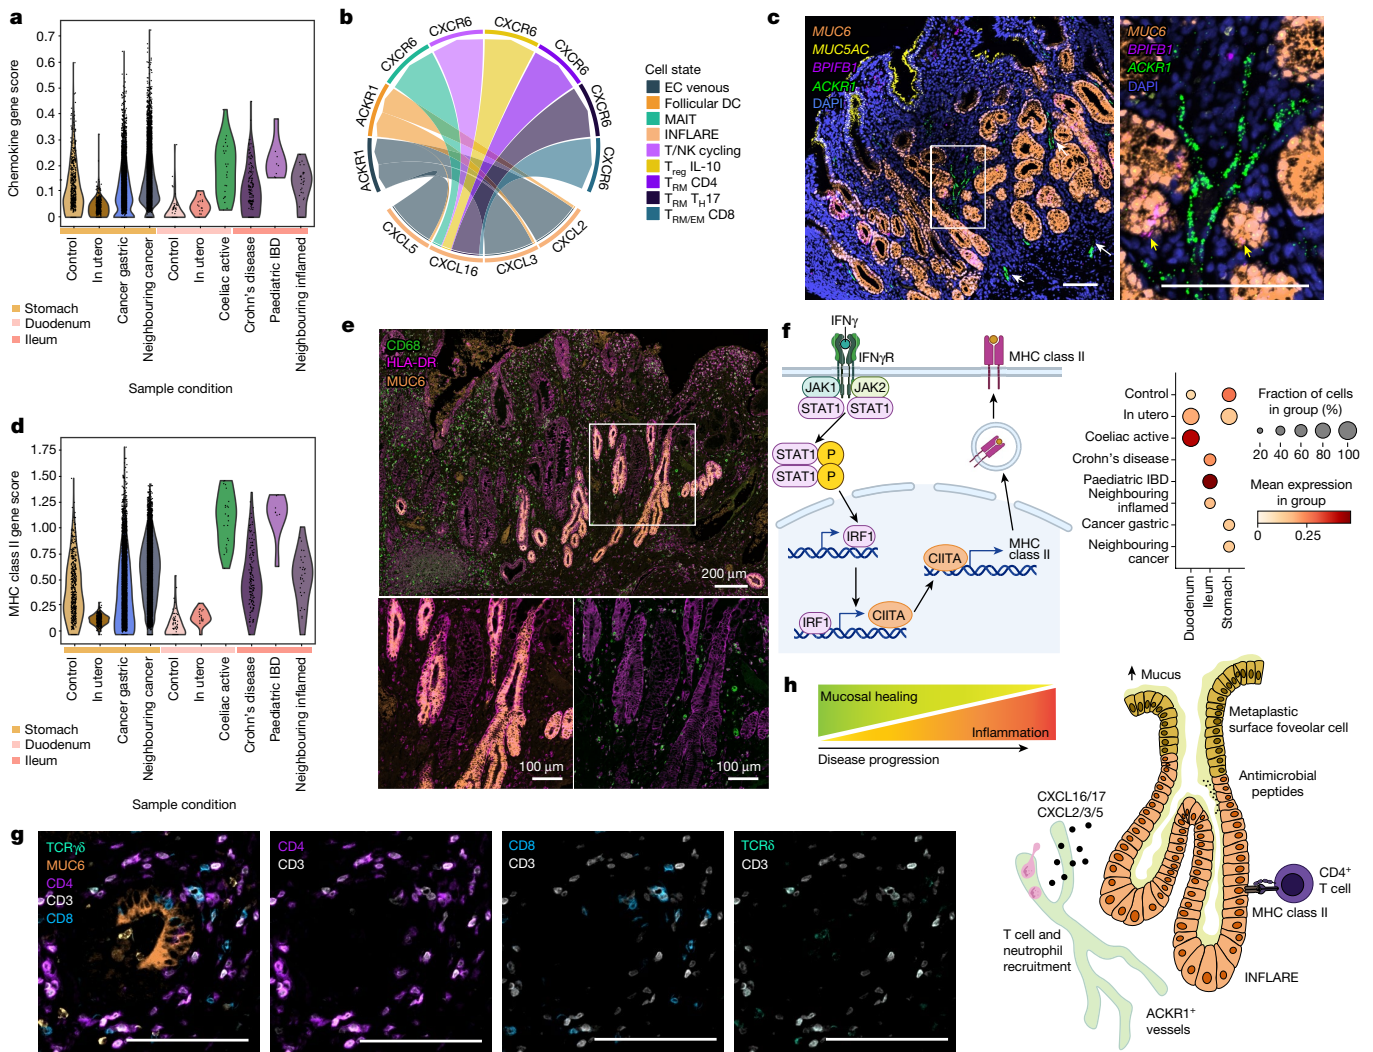 a
0.7
0.6
0.5
0.4
0.3
0.2
0.1
0
Chemokine gene score
Control
In utero
Cancer gastric
Neighbouring cancer
Control
In utero
Coeliac active
Crohn's disease
Paediatric IBD
Neighbouring inflamed
Stomach
Duodenum
Ileum
Sample condition
b
CXCR6
CXCR6
CXCR6
CXCR6
CXCR6
CXCR6
ACKR1
ACKR1
CXCL5
CXCL16
CXCL3
CXCL2
Cell state
EC venous
Follicular DC
MAIT
INFLARE
T/NK cycling
Treg IL-10
TRM CD4
TRM TH17
TRM/EM CD8
c
MUC6
MUC5AC
BPIFB1
ACKR1
DAPI
MUC6
BPIFB1
ACKR1
DAPI
d
1.75
1.50
1.25
1.00
0.75
0.50
0.25
0
MHC class II gene score
Control
In utero
Cancer gastric
Neighbouring cancer
Control
In utero
Coeliac active
Crohn's disease
Paediatric IBD
Neighbouring inflamed
Stomach
Duodenum
Ileum
Sample condition
e
CD68
HLA-DR
MUC6
200 μm
100 μm
100 μm
f
IFNγ
IFNγR
JAK1
JAK2
STAT1
STAT1
STAT1
P
STAT1
P
IRF1
IRF1
CIITA
CIITA
MHC
class II
MHC class II
Control
In utero
Coeliac active
Crohn's disease
Paediatric IBD
Neighbouring
inflamed
Cancer gastric
Neighbouring
cancer
Duodenum
Ileum
Stomach
Fraction of cells
in group (%)
20 40 60 80 100
Mean expression
in group
0 0.25
g
TCRγδ
MUC6
CD4
CD3
CD8
CD4
CD3
CD8
CD3
TCRδ
CD3
h
Mucosal healing
Inflammation
Disease progression
Mucus
Metaplastic
surface foveolar cell
Antimicrobial
peptides
CXCL16/17
CXCL2/3/5
CD4+
T cell
MHC class II
T cell and
neutrophil
recruitment
INFLARE
ACKR1+
vessels